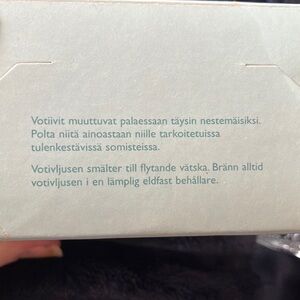 Votiivit muuttuvat palaessaan täysin nestemäisiksi.
Polta niitä ainoastaan niille tarkoitetuissa
tulenkestävissä somisteissa.
Votivljusen smälter till flytande vätska. Bränn alltid
votivljusen i en lämplig eldfast behållare.